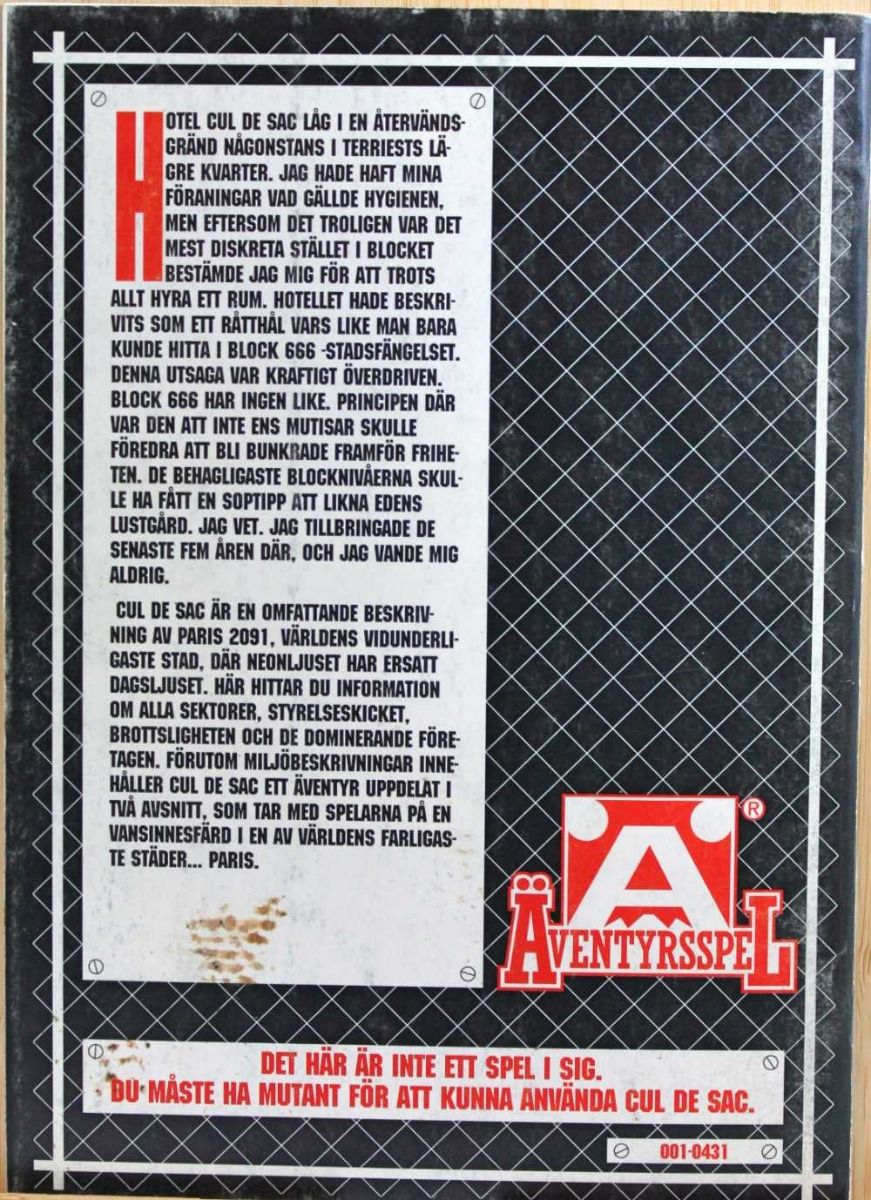 HOTEL CUL DE SAC LÅG I EN ÅTERVÄNDS-
GRÄND NÅGONSTANS I TERRIESTS LÄ-
GRE KVARTER. JAG HADE HAFT MINA
FÖRANINGAR VAD GÄLLDE HYGIENEN,
MEN EFTERSOM DET TROLIGEN VAR DET
MEST DISKRETA STÄLLET I BLOCKET
BESTÄMDE JAG MIG FÖR ATT TROTS
ALLT HYRA ETT RUM. HOTELLET HADE BESKRI-
VITS SOM ETT RÅTTHÅL VARS LIKE MAN BARA
KUNDE HITTA I BLOCK 666 -STADSFÄNGELSET.
DENNA UTSAGA VAR KRAFTIGT ÖVERDRIVEN.
BLOCK 666 HAR INGEN LIKE. PRINCIPEN DÄR
VAR DEN ATT INTE ENS MUTISAR SKULLE
FÖREDRA ATT BLI BUNKRADE FRAMFÖR FRIHE-
TEN. DE BEHAGLIGASTE BLOCKNIVÅERNA SKUL-
LE HA FÅTT EN SOPTIPP ATT LIKNA EDENS
LUSTGÅRD. JAG VET. JAG TILLBRINGADE DE
SENASTE FEM ÅREN DÄR, OCH JAG VANDE MIG
ALDRIG.
CUL DE SAC ÄR EN OMFATTANDE BESKRIV-
NING AV PARIS 2091, VÄRLDENS VIDUNDERLI-
GASTE STAD, DÄR NEONLJUSET HAR ERSATT
DAGSLJUSET. HÄR HITTAR DU INFORMATION
OM ALLA SEKTORER, STYRELSESKICKET,
BROTTSLIGHETEN OCH DE DOMINERANDE FÖRE-
TAGEN. FÖRUTOM MILJÖBESKRIVNINGAR INNE-
HÅLLER CUL DE SAC ETT ÄVENTYR UPPDELAT I
TVÅ AVSNITT, SOM TAR MED SPELARNA PÅ EN
VANSINNESFÄRD I EN AV VÄRLDENS FARLIGAS-
TE STÄDER... PARIS.
Ä ®
ÄVENTYRSSPEL
DET HÄR ÄR INTE ETT SPEL I SIG.
DU MÅSTE HA MUTANT FÖR ATT KUNNA ANVÄNDA CUL DE SAC.
001-0431